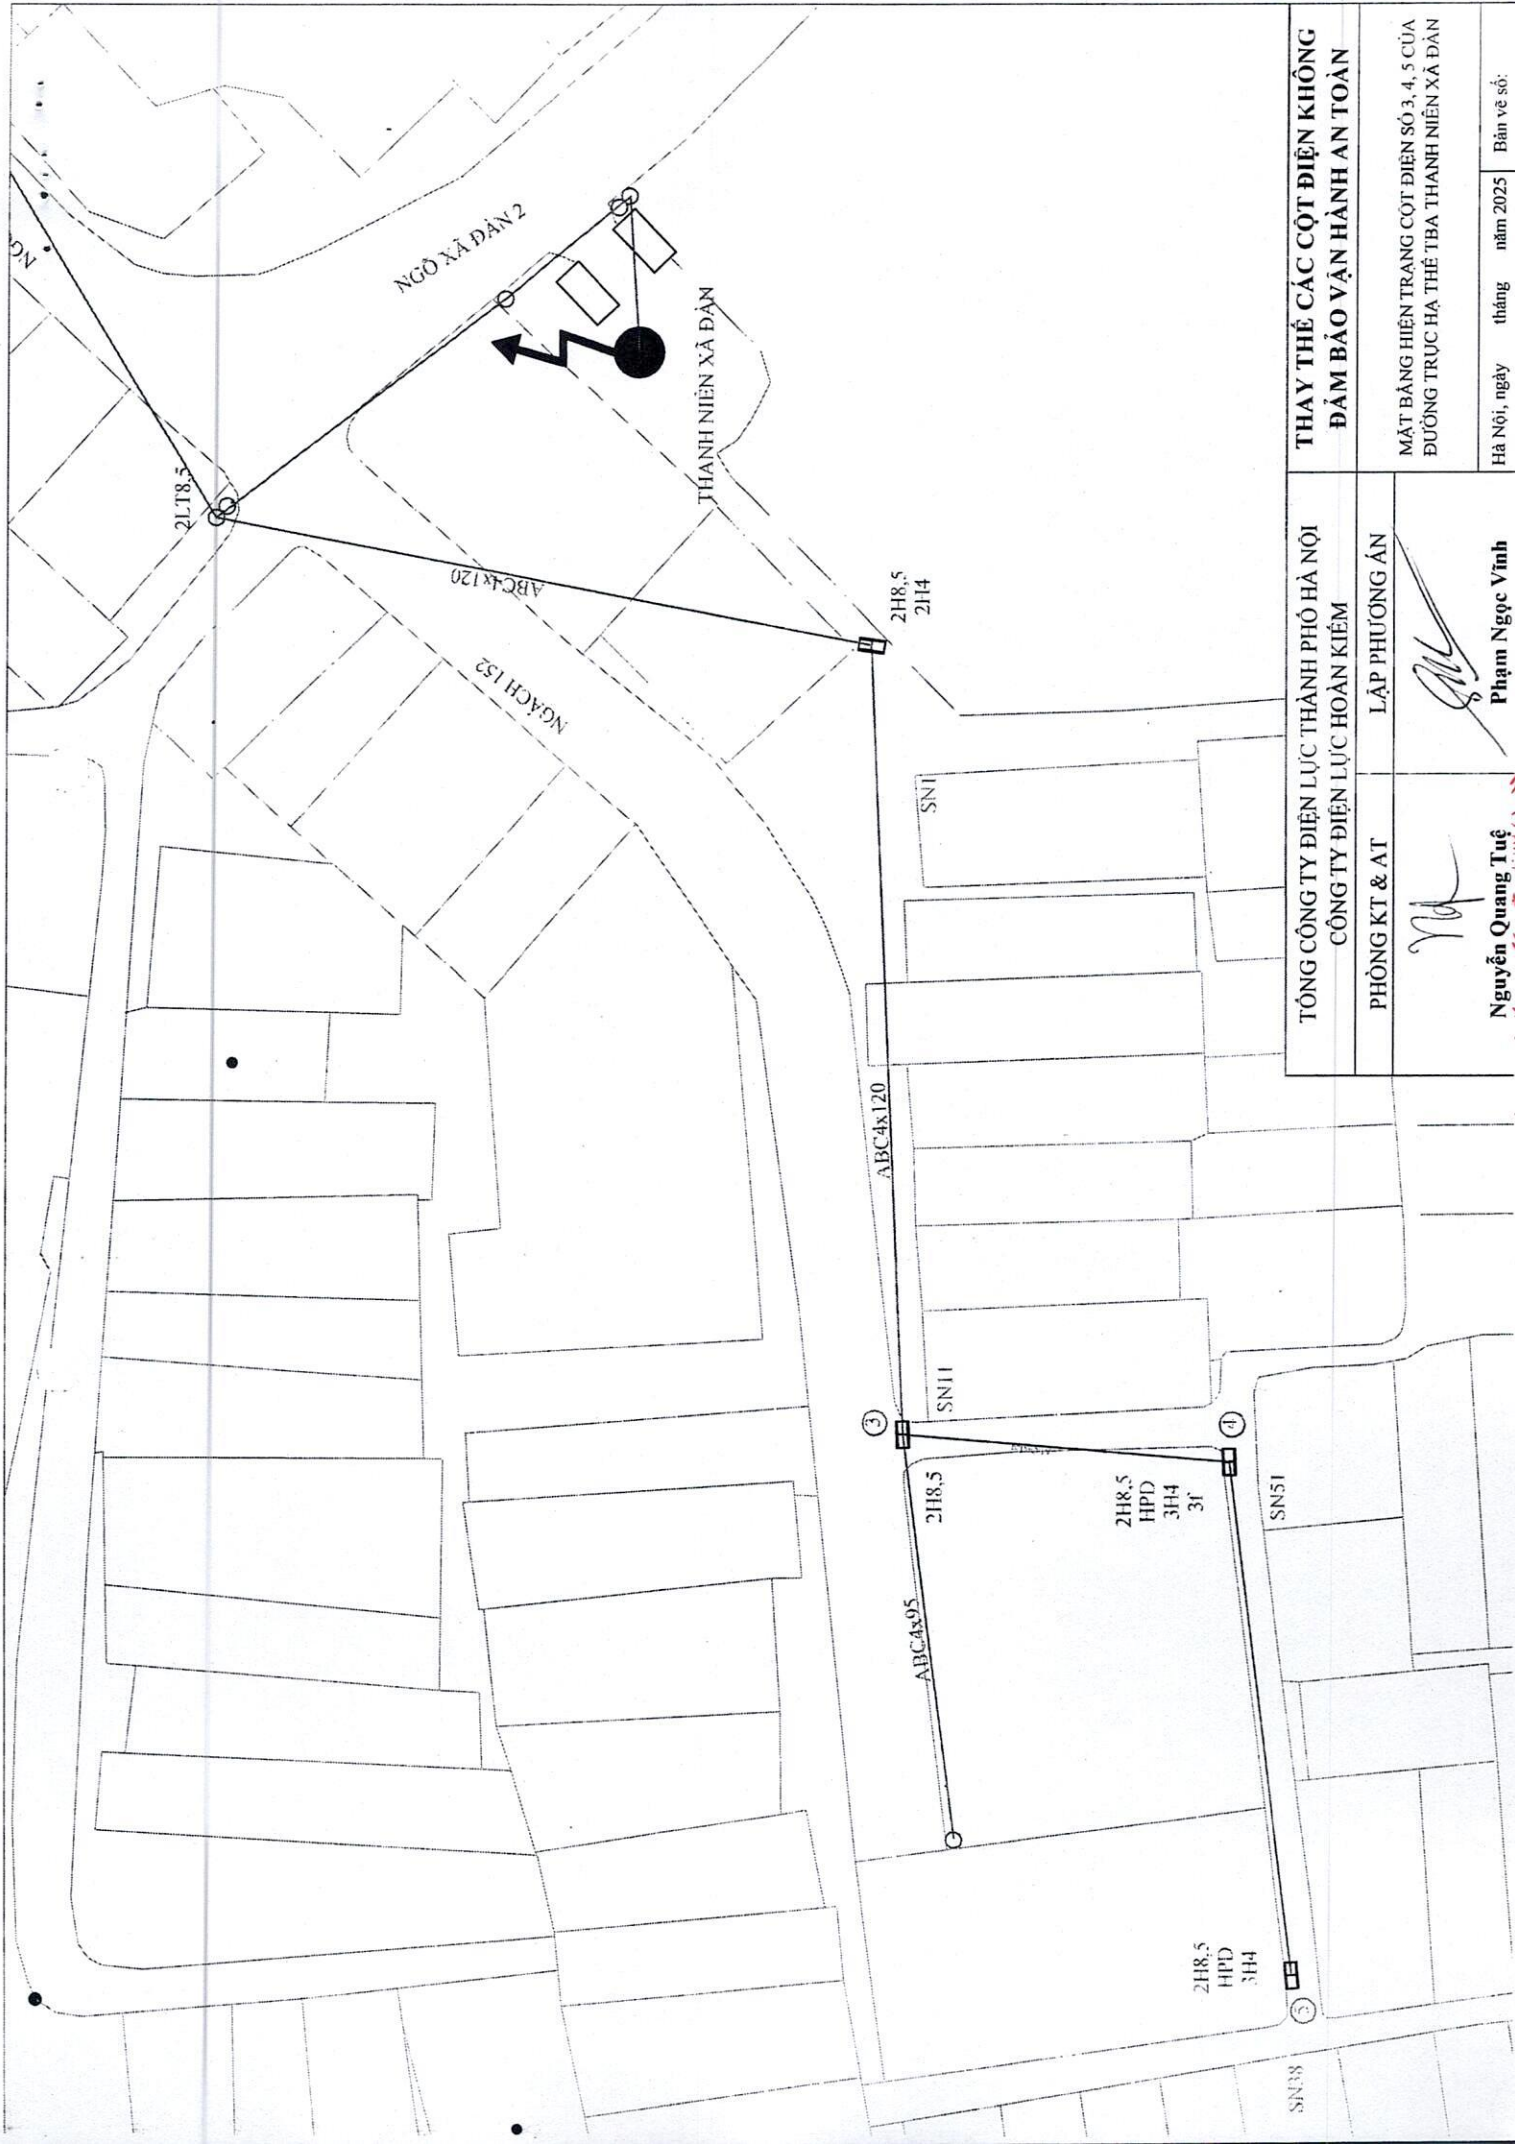 NG
NGÕ XÃ ĐÀN 2
2LT8,5
THANH NIÊN XÃ ĐÀN
ABC4x120
NGÁCH 152
2H8,5
2H4
SN1
ABC4x120
SN11
3
2H8,5
4
2H8,5
HPD
3H4
3f
SN51
ABC4x95
2H8,5
HPD
3H4
5
SN38
TỔNG CÔNG TY ĐIỆN LỰC THÀNH PHỐ HÀ NỘI
CÔNG TY ĐIỆN LỰC HOÀN KIẾM
THAY THẾ CÁC CỘT ĐIỆN KHÔNG
ĐẢM BẢO VẬN HÀNH AN TOÀN
PHÒNG KT & AT
LẬP PHƯƠNG ÁN
MẶT BẰNG HIỆN TRẠNG CỘT ĐIỆN SỐ 3, 4, 5 CỦA
ĐƯỜNG TRỤC HẠ THẾ TBA THANH NIÊN XÃ ĐÀN
Nguyễn Quang Tuệ
Phạm Ngọc Vĩnh
Hà Nội, ngày tháng năm 2025
Bản vẽ số: